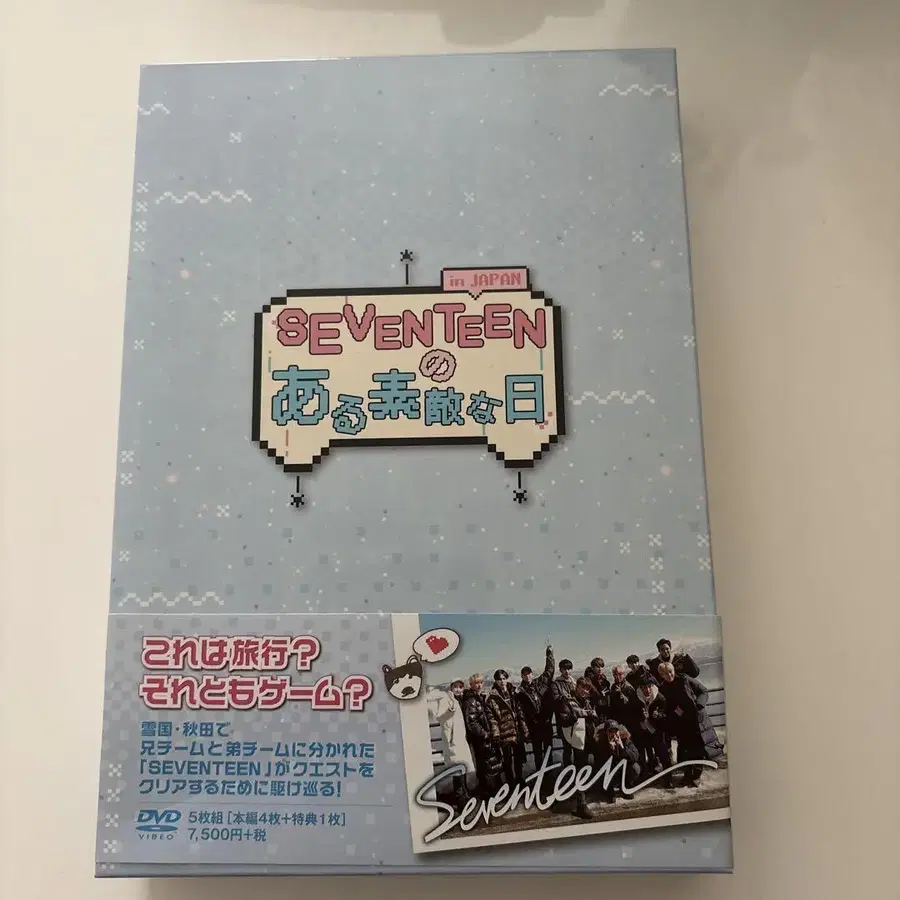 in JAPAN
SEVENTEEN
の
ある素敵な日
これは旅行?
それともゲーム?
雪国・秋田で
兄チームと弟チームに分かれた
「SEVENTEEN」がクエストを
クリアするために駆け巡る!
DVD
VIDEO
5枚組[本編4枚+特典1枚]
7,500円+税
Seventeen